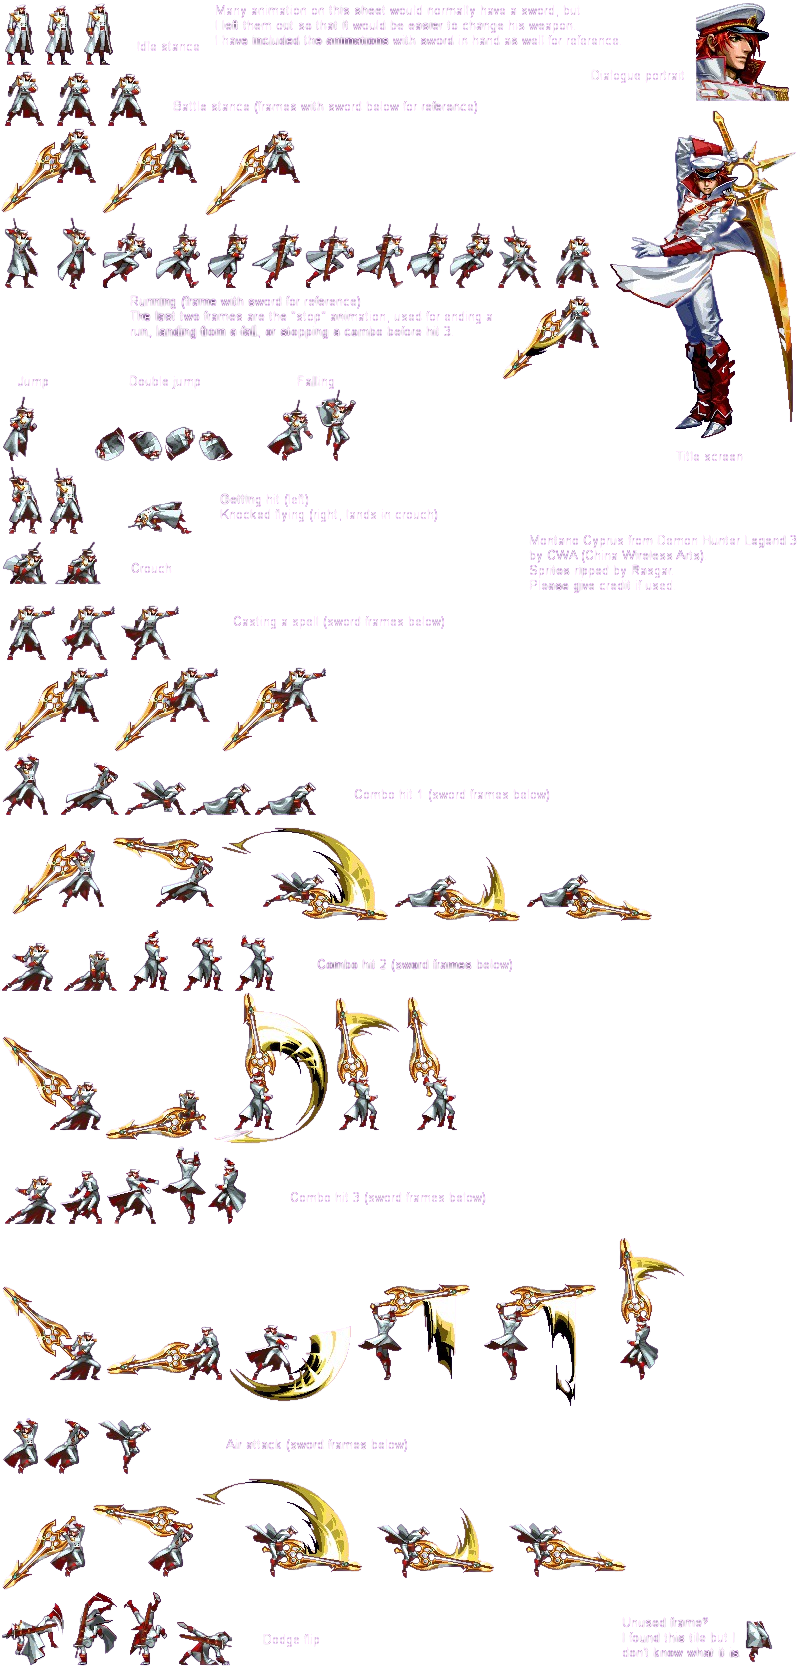 Many animation on this sheet would normally have a sword, but
I left them out so that it would be easier to change his weapon.
I have included the animations with sword in hand as well for reference
Idle stance
Dialogue portrait
Battle stance (frames with sword below for reference)
Running (frame with sword for reference)
The last two frames are the "stop" animation, used for ending a
run, landing from a fall, or stopping a combo before hit 3.
Jump
Double jump
Falling
Title screen
Getting hit (left)
Knocked flying (right, lands in crouch)
Montano Cyprus from Demon Hunter Legend 3
by CWA (China Wireless Arts)
Sprites ripped by
Please give credit if used
Crouch
Casting a spell (sword frames below)
Combo hit 1 (sword frames below)
Combo hit 2 (sword frames below)
Combo hit 3 (sword frames below)
Air attack (sword frames below)
Dodge flip
Unused frame?
I found this tile but I
don't know what it is